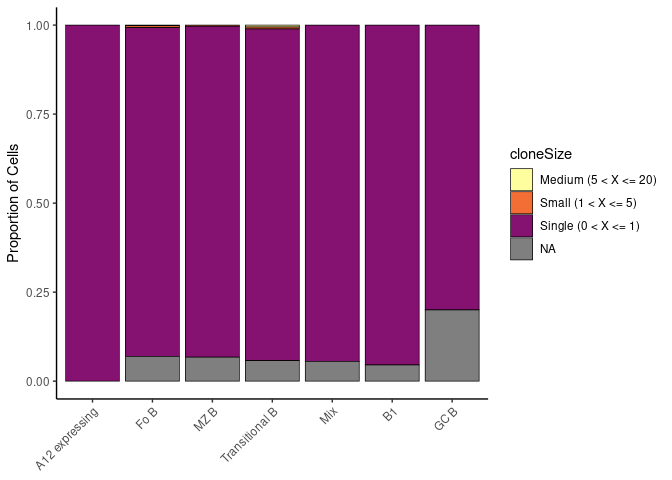 1.00
0.75
0.50
0.25
0.00
Proportion of Cells
A12 expressing
Fo B
MZ B
Transitional B
Mix
B1
GC B
cloneSize
Medium (5 < X <= 20)
Small (1 < X <= 5)
Single (0 < X <= 1)
NA